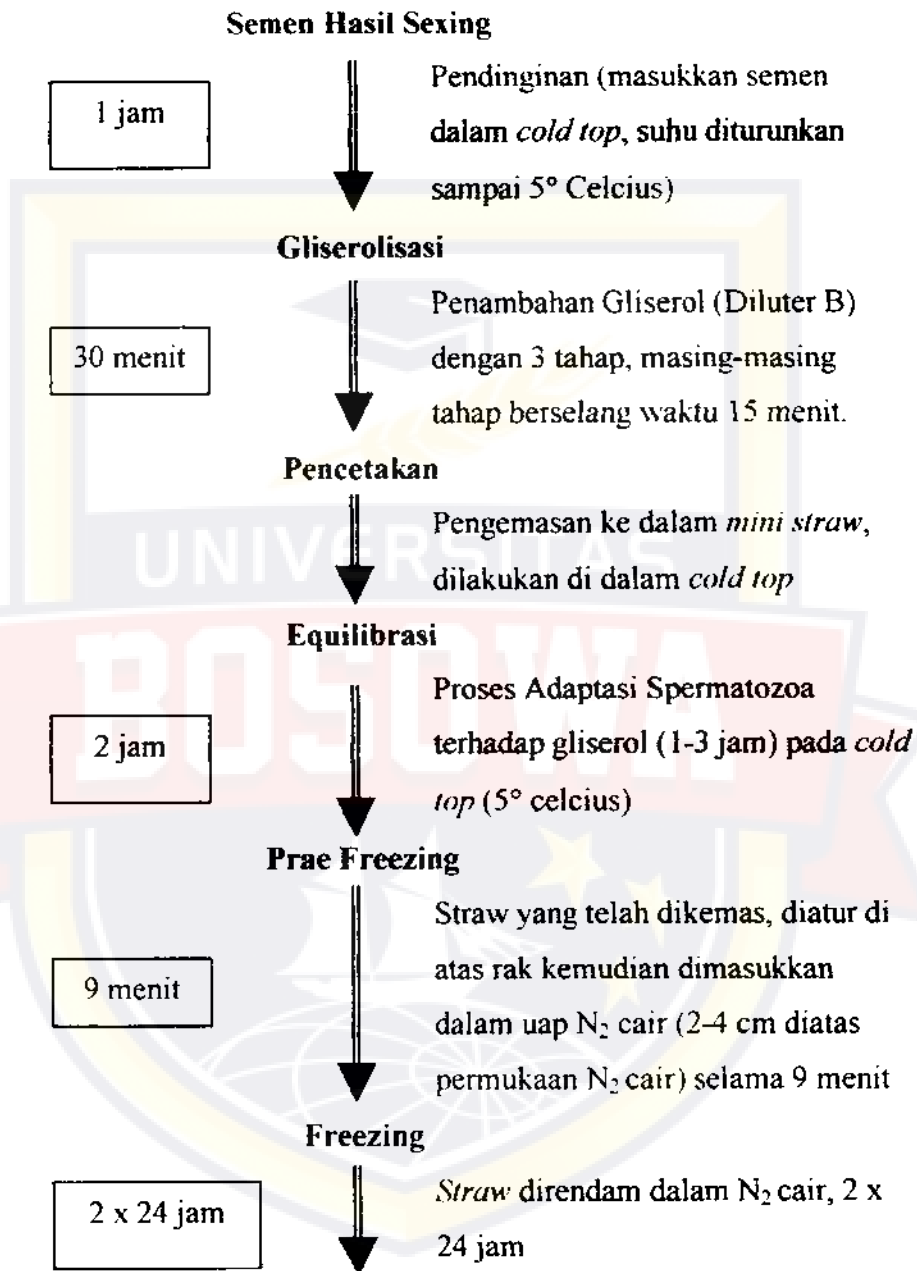 Semen Hasil Sexing
1 jam
Pendinginan (masukkan semen
dalam cold top, suhu diturunkan
sampai 5° Celcius)
Gliserolisasi
30 menit
Penambahan Gliserol (Diluter B)
dengan 3 tahap, masing-masing
tahap berselang waktu 15 menit.
Pencetakan
Pengemasan ke dalam mini straw,
dilakukan di dalam cold top
Equilibrasi
2 jam
Proses Adaptasi Spermatozoa
terhadap gliserol (1-3 jam) pada cold
top (5° celcius)
Prae Freezing
9 menit
Straw yang telah dikemas, diatur di
atas rak kemudian dimasukkan
dalam uap N₂ cair (2-4 cm diatas
permukaan N₂ cair) selama 9 menit
Freezing
2 x 24 jam
Straw direndam dalam N₂ cair, 2 x
24 jam
UNIVERSITAS
BOSOWA